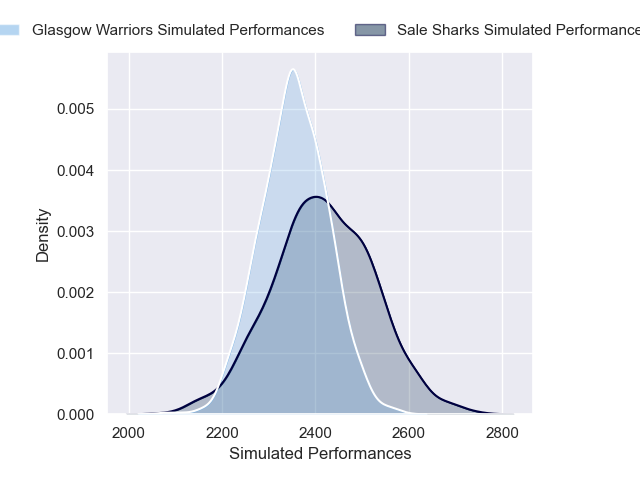 Glasgow Warriors Simulated Performances Sale Sharks Simulated Performance
0.005
0.004
0.003
0.002
0.001
0.000
Density
2000 2200 2400 2600 2800
Simulated Performances